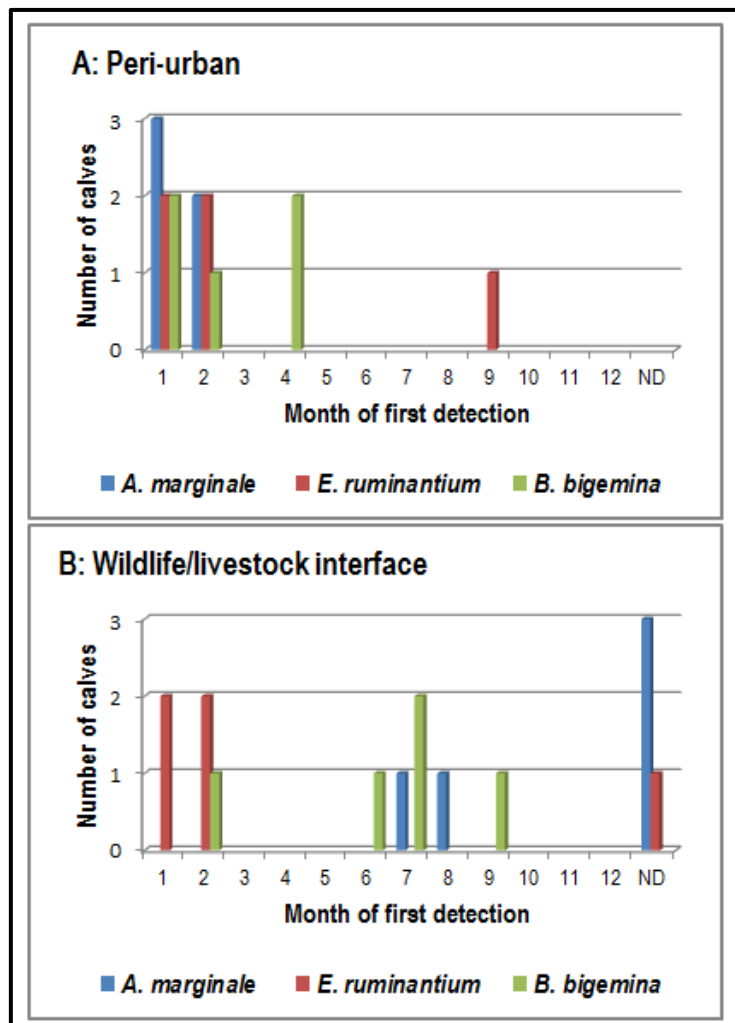 A: Peri-urban
Number of calves
3
2
1
0
1 2 3 4 5 6 7 8 9 10 11 12 ND
Month of first detection
A. marginale E. ruminantium B. bigemina
B: Wildlife/livestock interface
Number of calves
3
2
1
0
1 2 3 4 5 6 7 8 9 10 11 12 ND
Month of first detection
A. marginale E. ruminantium B. bigemina